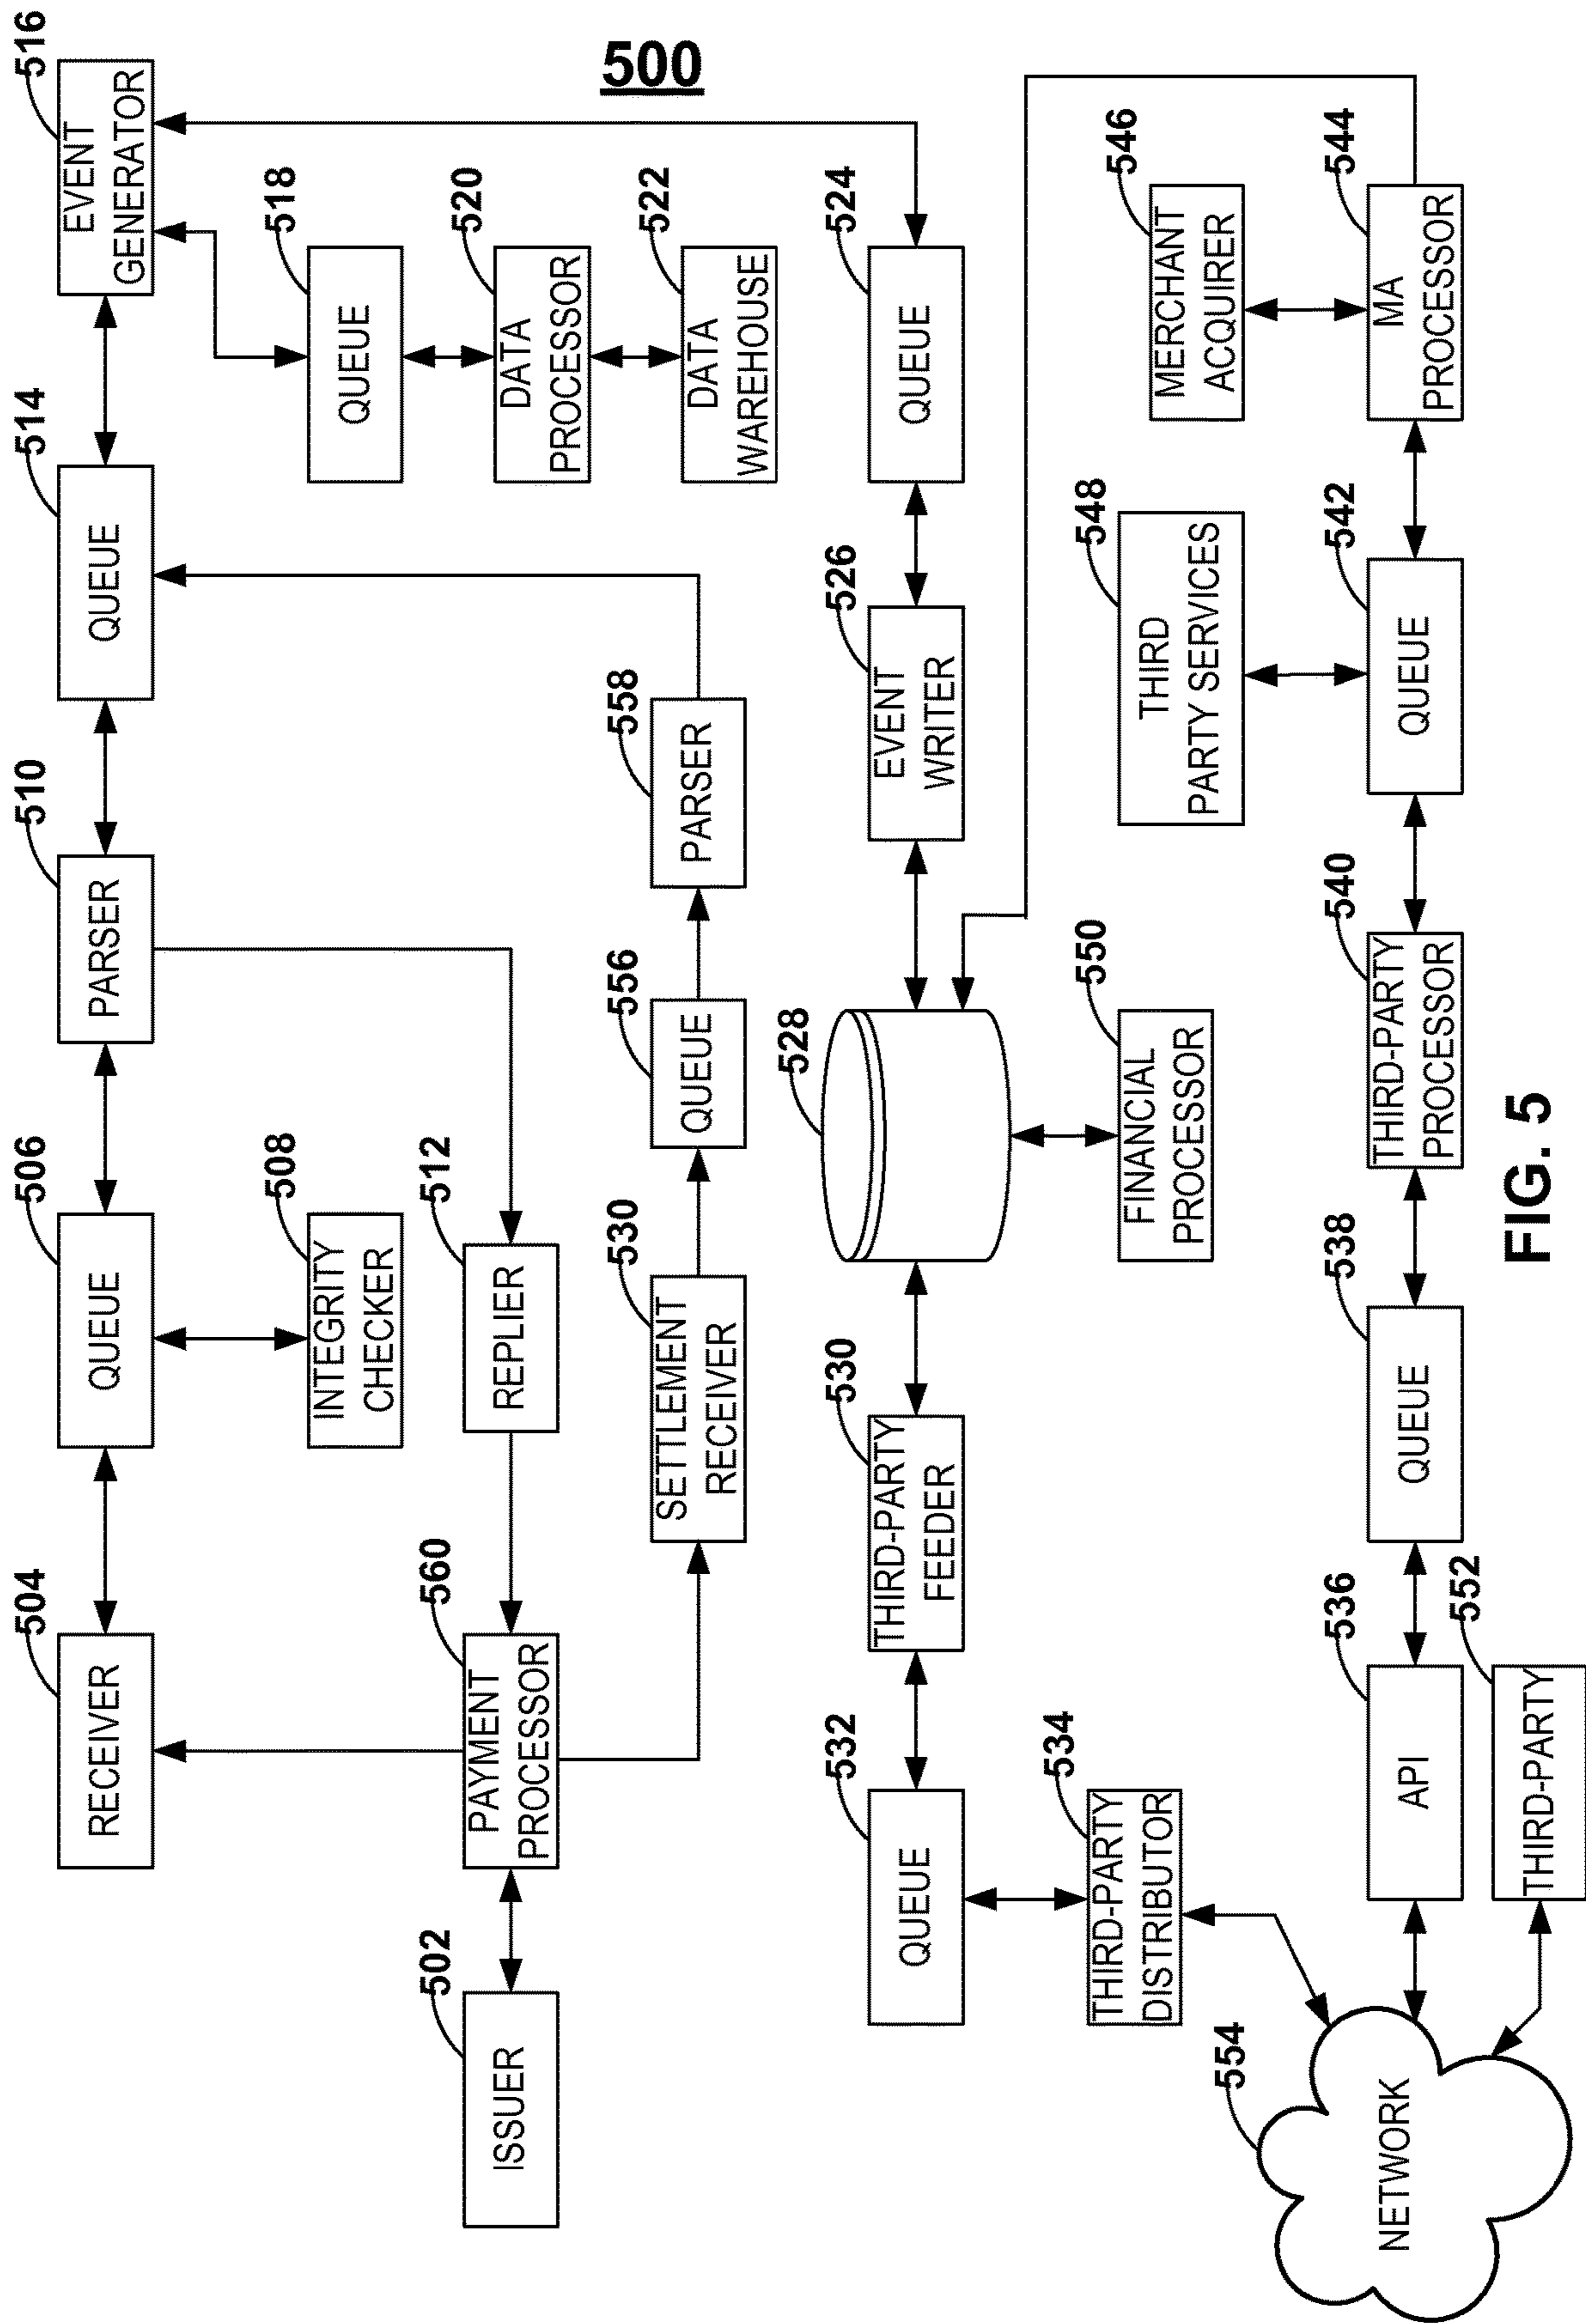 500
504
RECEIVER
506
QUEUE
510
PARSER
514
QUEUE
516
EVENT
GENERATOR
508
INTEGRITY
CHECKER
518
QUEUE
502
ISSUER
560
PAYMENT
PROCESSOR
512
REPLIER
520
DATA
PROCESSOR
530
SETTLEMENT
RECEIVER
556
QUEUE
558
PARSER
522
DATA
WAREHOUSE
532
QUEUE
530
THIRD-PARTY
FEEDER
528
526
EVENT
WRITER
524
QUEUE
534
THIRD-PARTY
DISTRIBUTOR
550
FINANCIAL
PROCESSOR
548
THIRD
PARTY SERVICES
546
MERCHANT
ACQUIRER
554
NETWORK
536
API
538
QUEUE
540
THIRD-PARTY
PROCESSOR
542
QUEUE
544
MA
PROCESSOR
552
THIRD-PARTY
FIG. 5